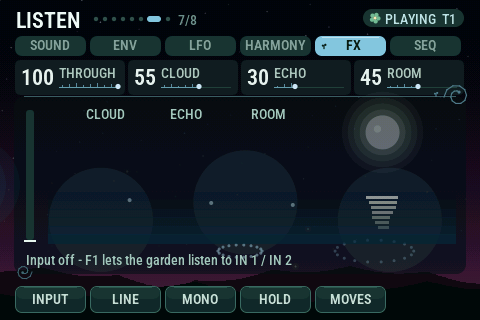 LISTEN 7/8 PLAYING T1
SOUND ENV LFO HARMONY FX SEQ
100 THROUGH 55 CLOUD 30 ECHO 45 ROOM
CLOUD ECHO ROOM
Input off - F1 lets the garden listen to IN 1 / IN 2
INPUT LINE MONO HOLD MOVES